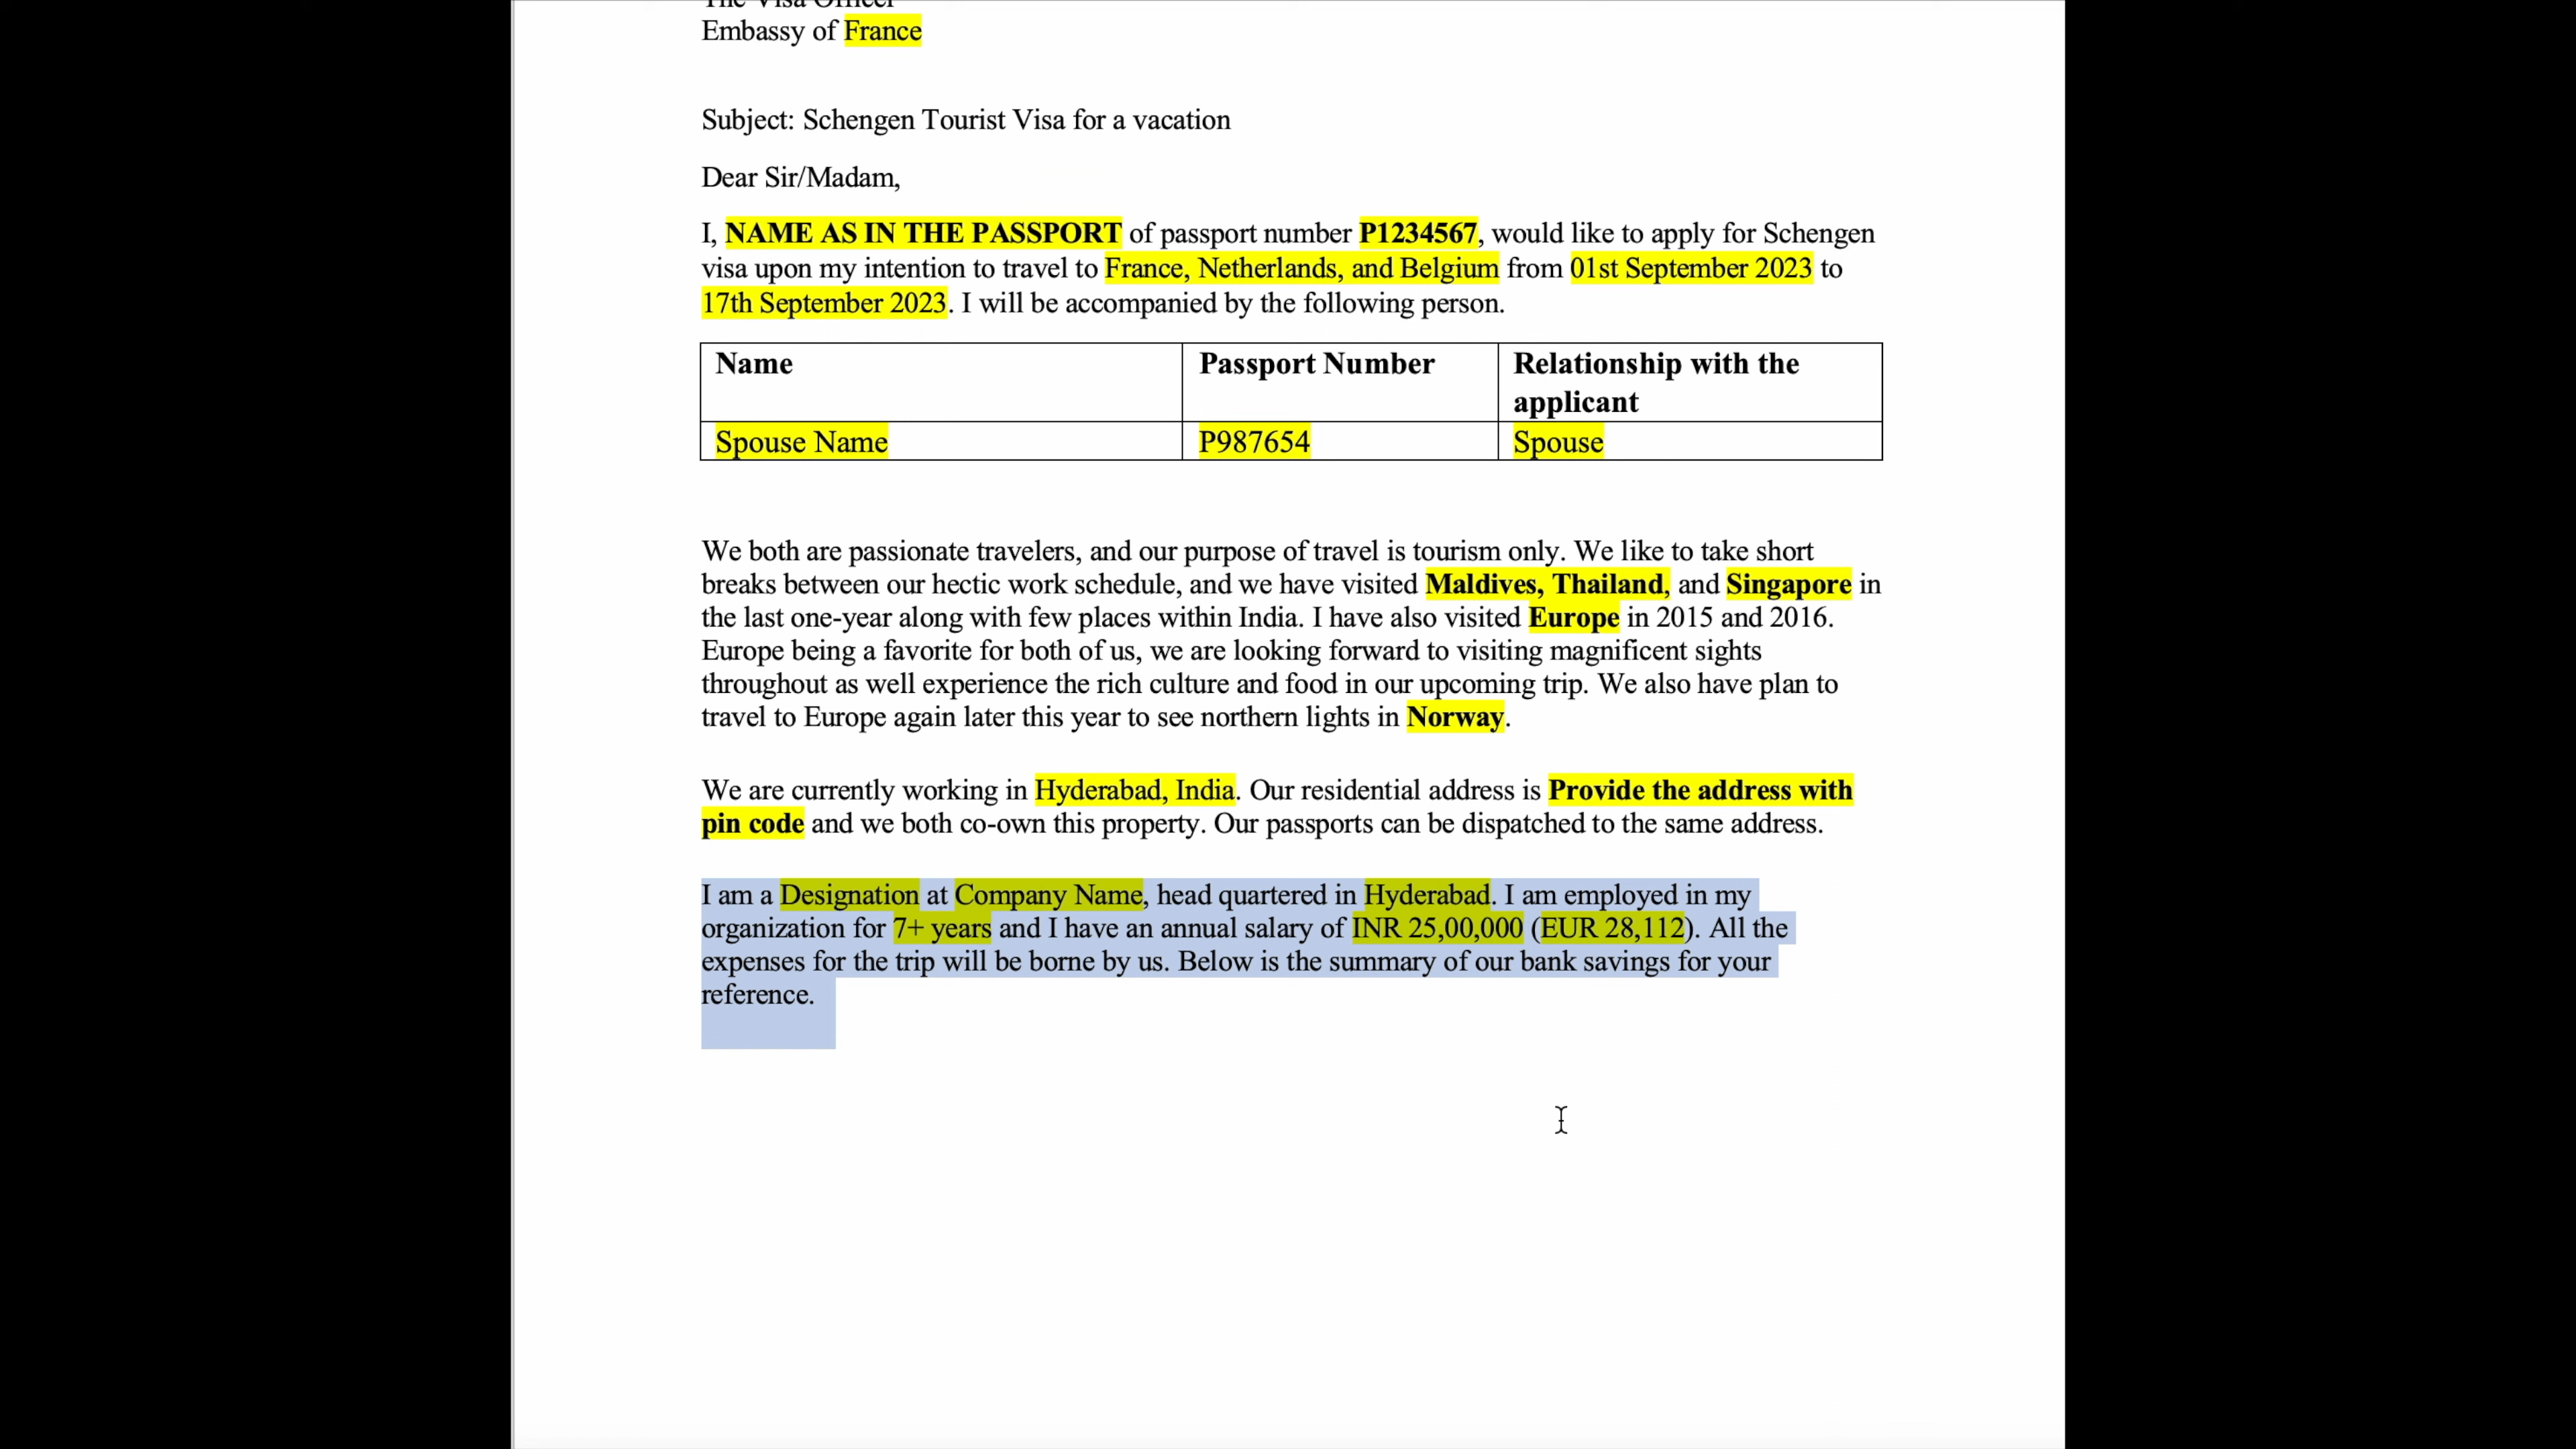 The Visa Officer
Embassy of France
Subject: Schengen Tourist Visa for a vacation
Dear Sir/Madam,
I, NAME AS IN THE PASSPORT of passport number P1234567, would like to apply for Schengen
visa upon my intention to travel to France, Netherlands, and Belgium from 01st September 2023 to
17th September 2023. I will be accompanied by the following person.
Name Passport Number Relationship with the
applicant
Spouse Name P987654 Spouse
We both are passionate travelers, and our purpose of travel is tourism only. We like to take short
breaks between our hectic work schedule, and we have visited Maldives, Thailand, and Singapore in
the last one-year along with few places within India. I have also visited Europe in 2015 and 2016.
Europe being a favorite for both of us, we are looking forward to visiting magnificent sights
throughout as well experience the rich culture and food in our upcoming trip. We also have plan to
travel to Europe again later this year to see northern lights in Norway.
We are currently working in Hyderabad, India. Our residential address is Provide the address with
pin code and we both co-own this property. Our passports can be dispatched to the same address.
I am a Designation at Company Name, head quartered in Hyderabad. I am employed in my
organization for 7+ years and I have an annual salary of INR 25,00,000 (EUR 28,112). All the
expenses for the trip will be borne by us. Below is the summary of our bank savings for your
reference.